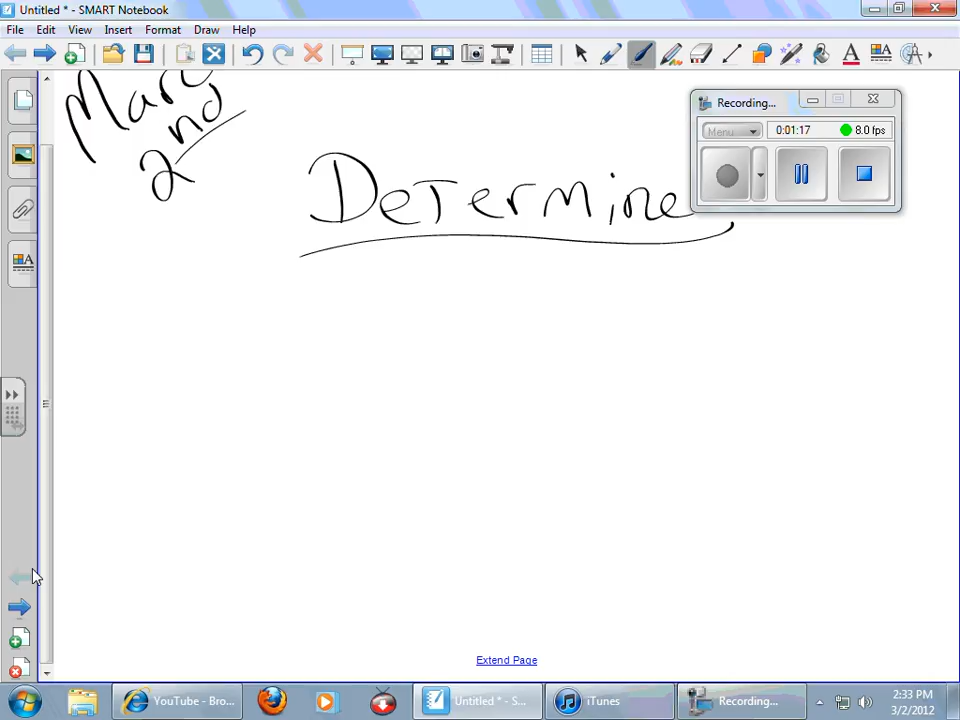 Untitled * - SMART Notebook
File Edit View Insert Format Draw Help
Recording...
Menu 0:01:17 8.0 fps
2nd
Determine
Extend Page
YouTube - Bro... Untitled * - S... iTunes Recording... 2:33 PM
3/2/2012